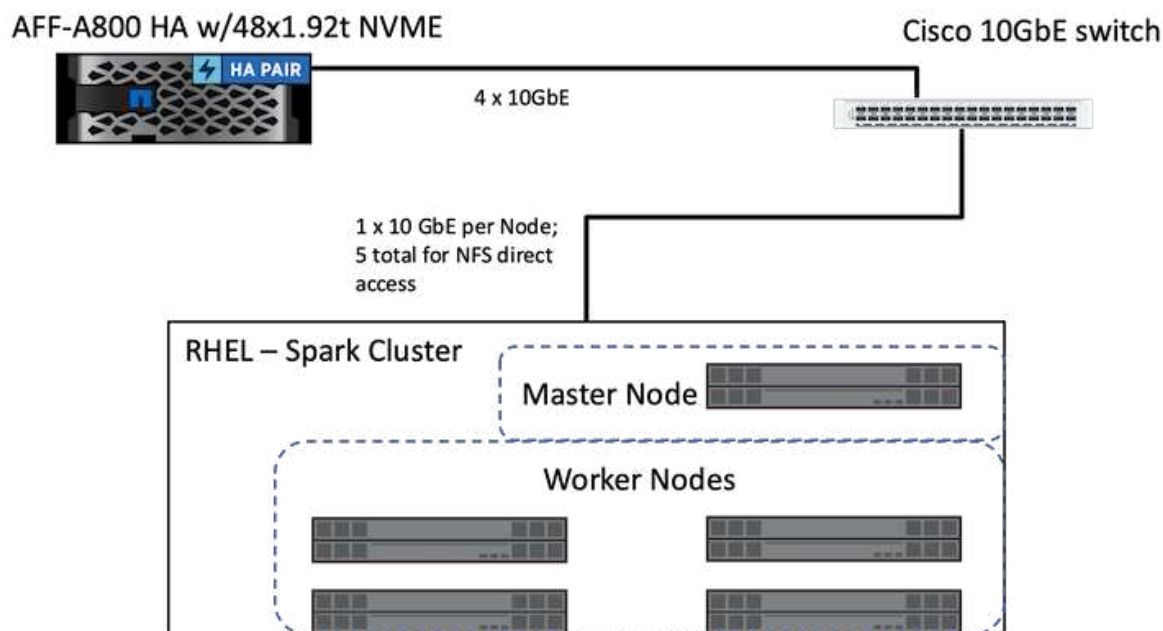 AFF-A800 HA w/48x1.92t NVME
Cisco 10GbE switch
HA PAIR
4 x 10GbE
1 x 10 GbE per Node;
5 total for NFS direct
access
RHEL – Spark Cluster
Master Node
Worker Nodes